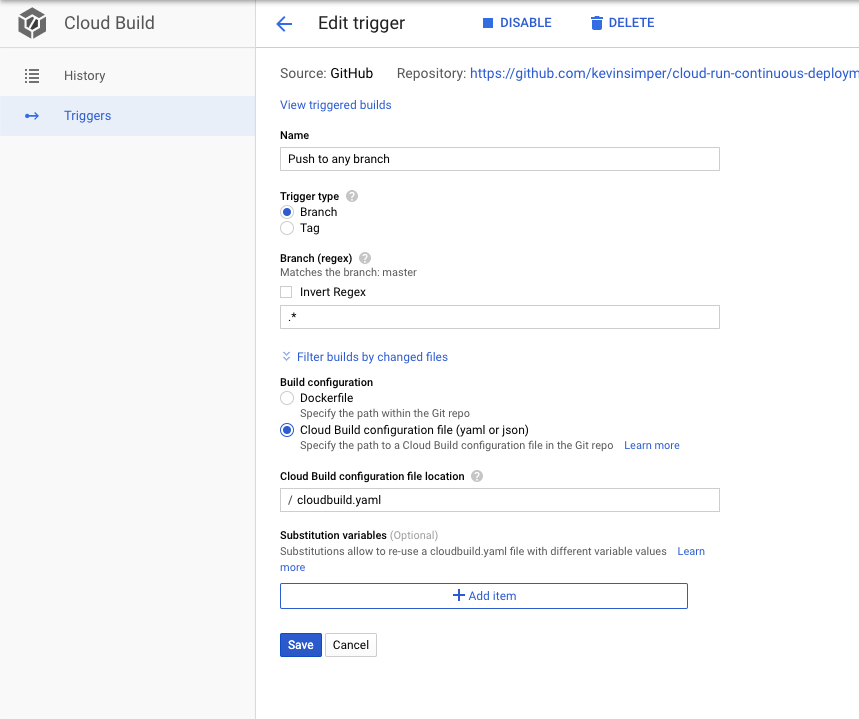 Cloud Build
Edit trigger
DISABLE
DELETE
History
Triggers
Source: GitHub Repository: https://github.com/kevinsimper/cloud-run-continuous-deploym
View triggered builds
Name
Push to any branch
Trigger type ?
Branch
Tag
Branch (regex) ?
Matches the branch: master
Invert Regex
.*
Filter builds by changed files
Build configuration
Dockerfile
Specify the path within the Git repo
Cloud Build configuration file (yaml or json)
Specify the path to a Cloud Build configuration file in the Git repo Learn more
Cloud Build configuration file location ?
/ cloudbuild.yaml
Substitution variables (Optional)
Substitutions allow to re-use a cloudbuild.yaml file with different variable values Learn
more
+ Add item
Save Cancel